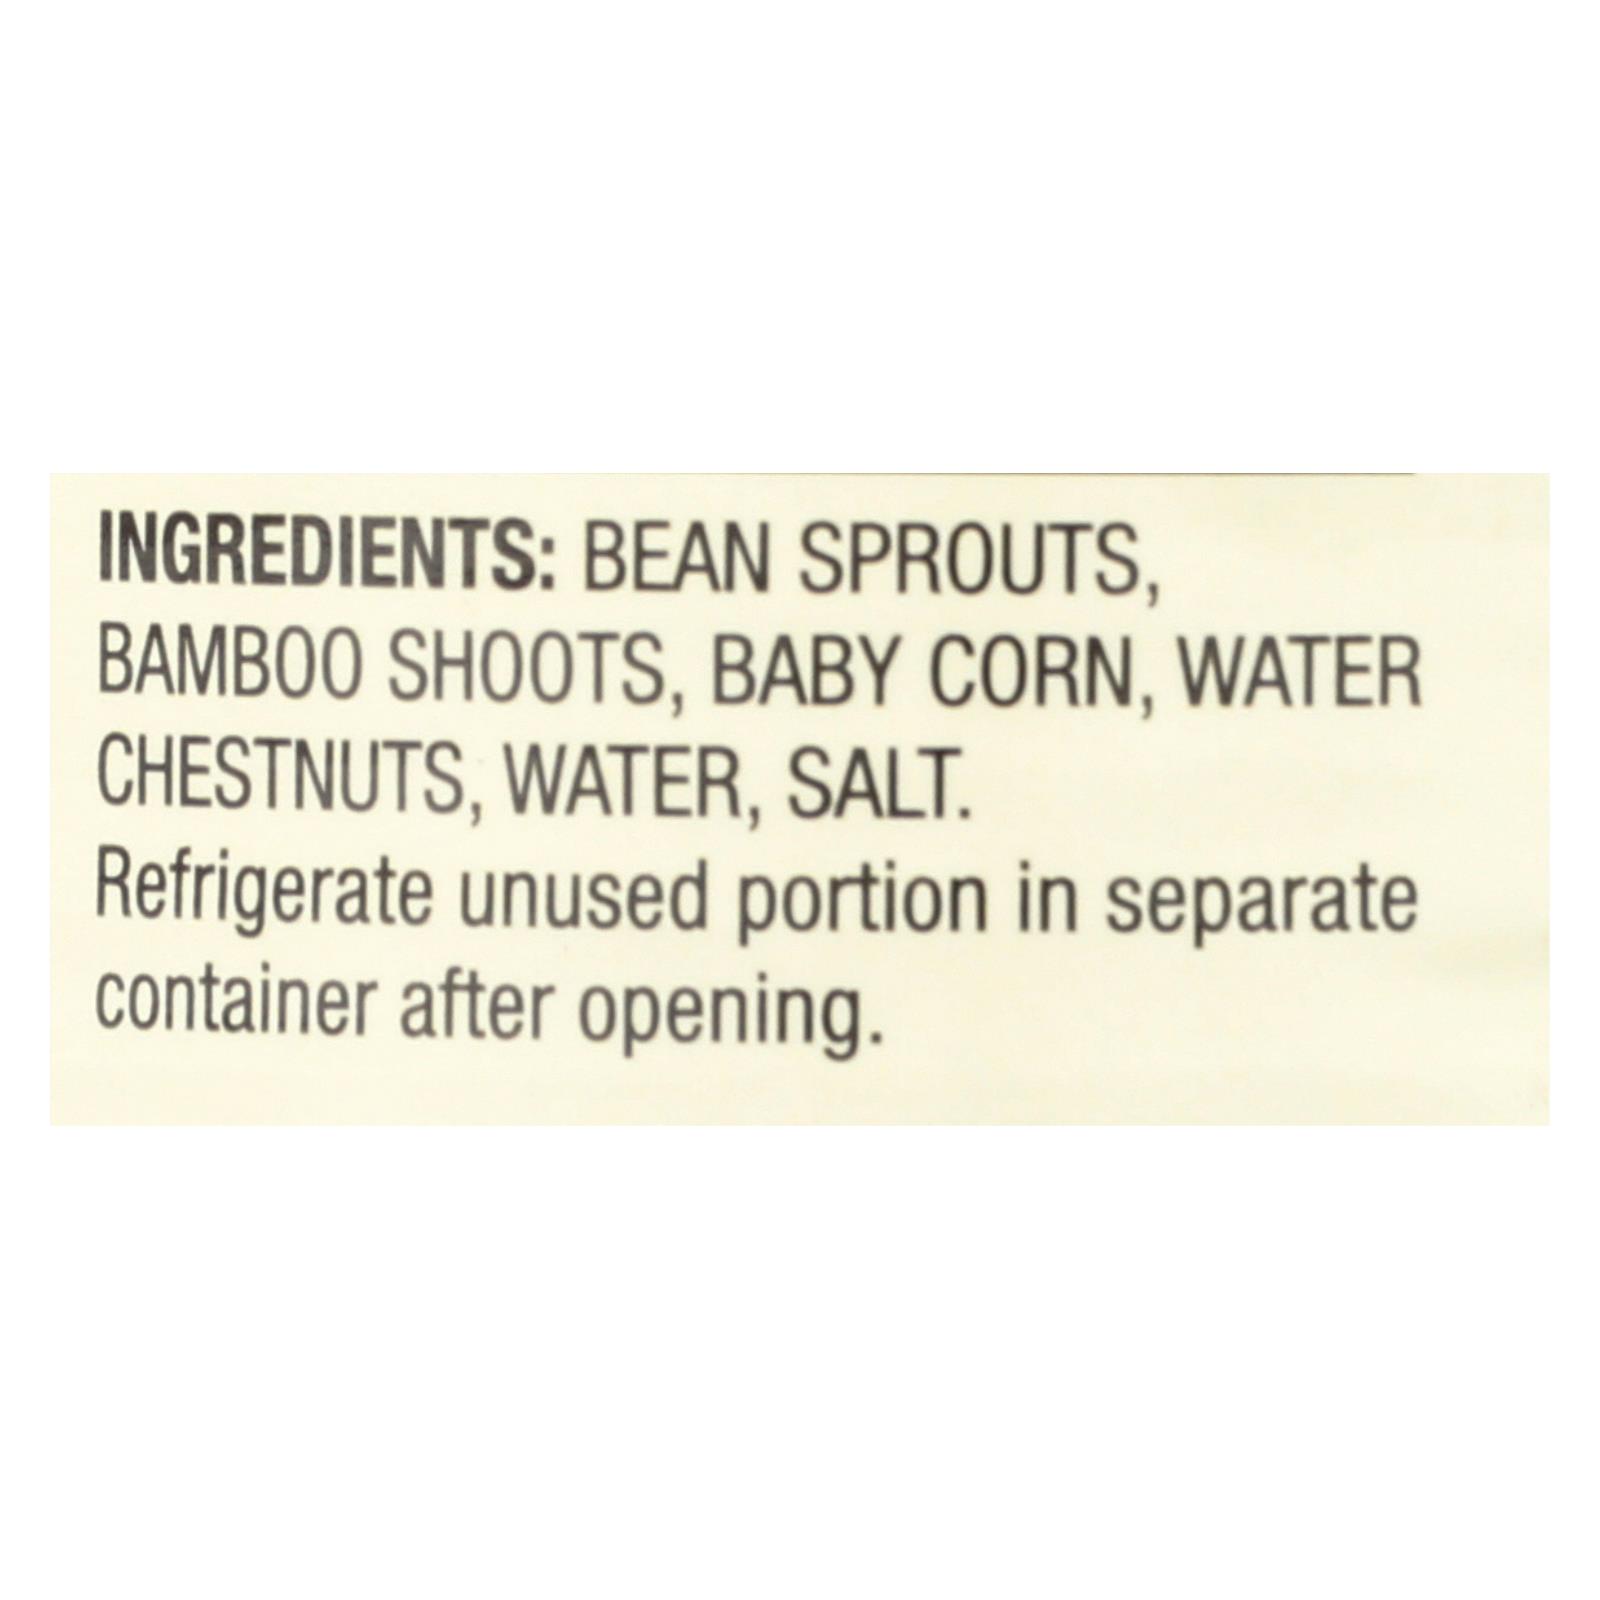 INGREDIENTS: BEAN SPROUTS,
BAMBOO SHOOTS, BABY CORN, WATER
CHESTNUTS, WATER, SALT.
Refrigerate unused portion in separate
container after opening.